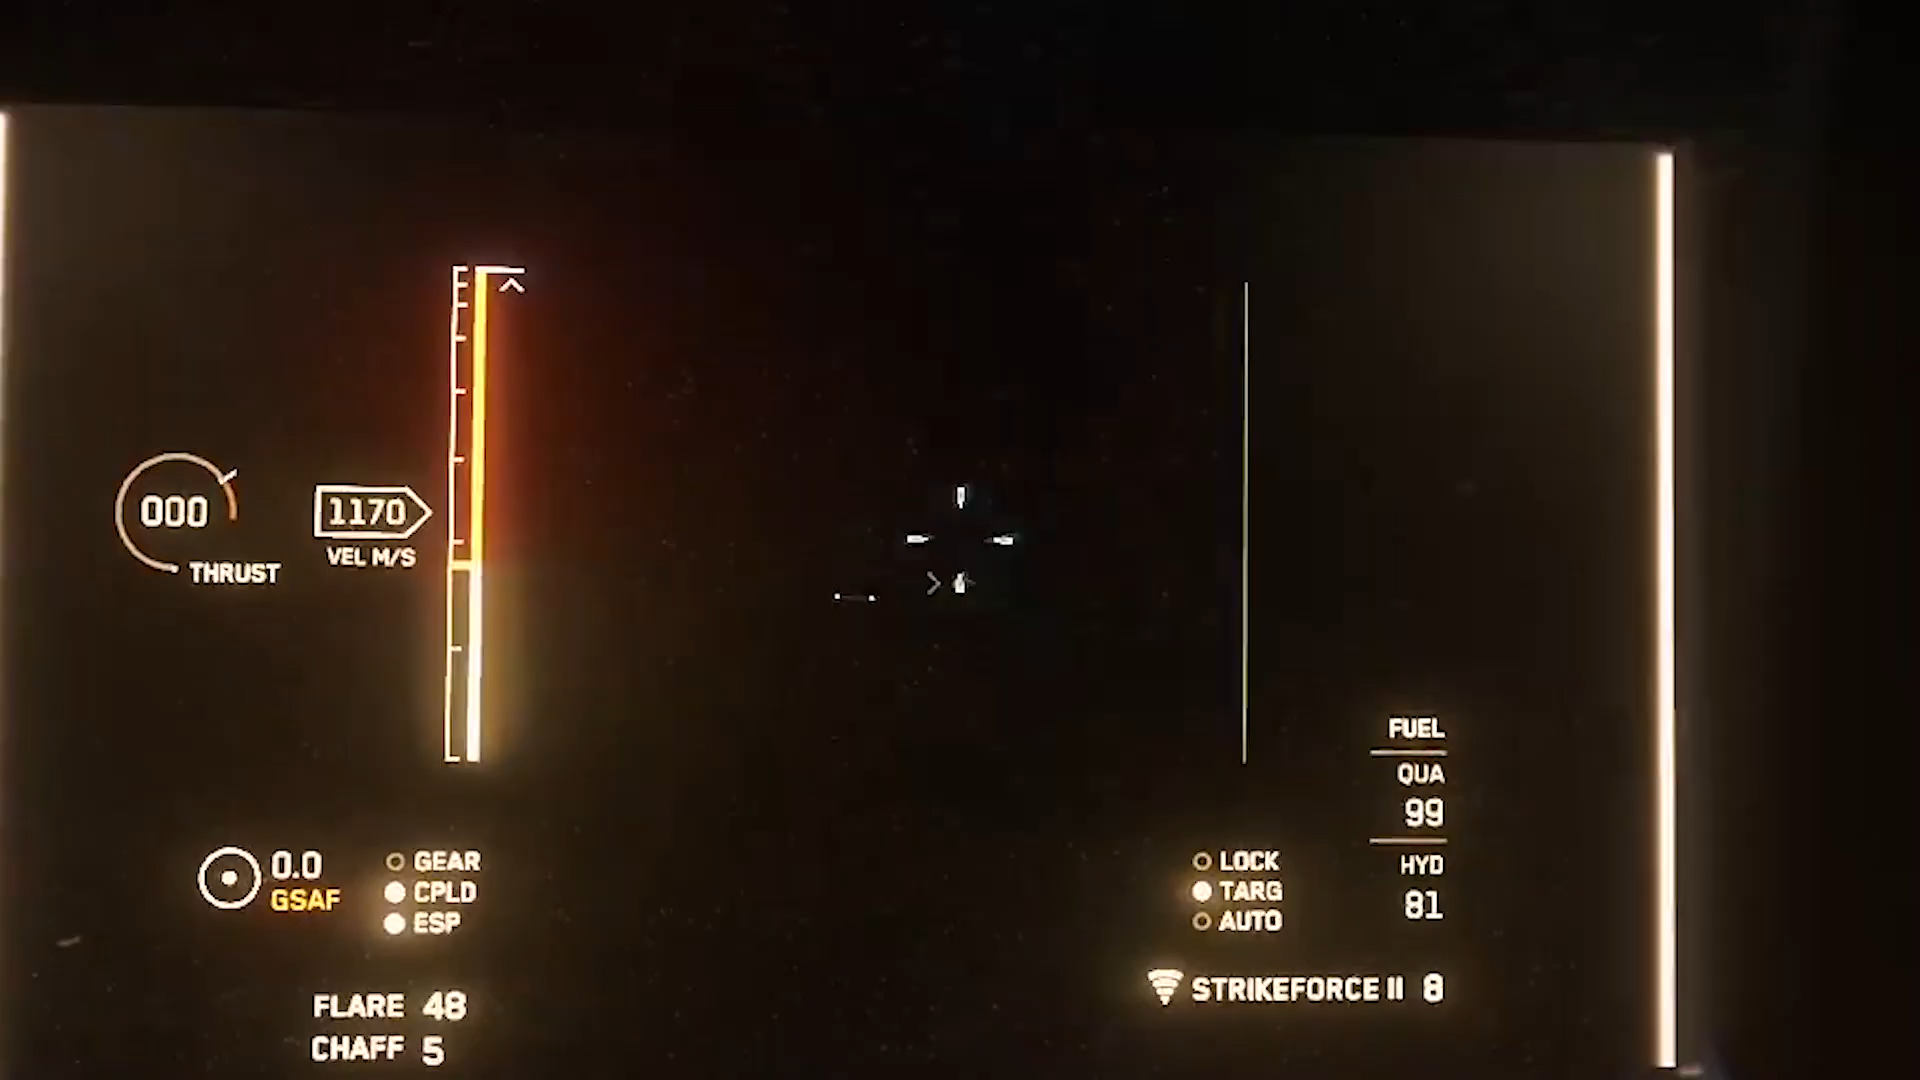 000
THRUST
1170
VEL M/S
0.0
GSAF
GEAR
CPLD
ESP
FLARE 48
CHAFF 5
FUEL
QUA
99
HYD
81
LOCK
TARG
AUTO
STRIKEFORCE II 8